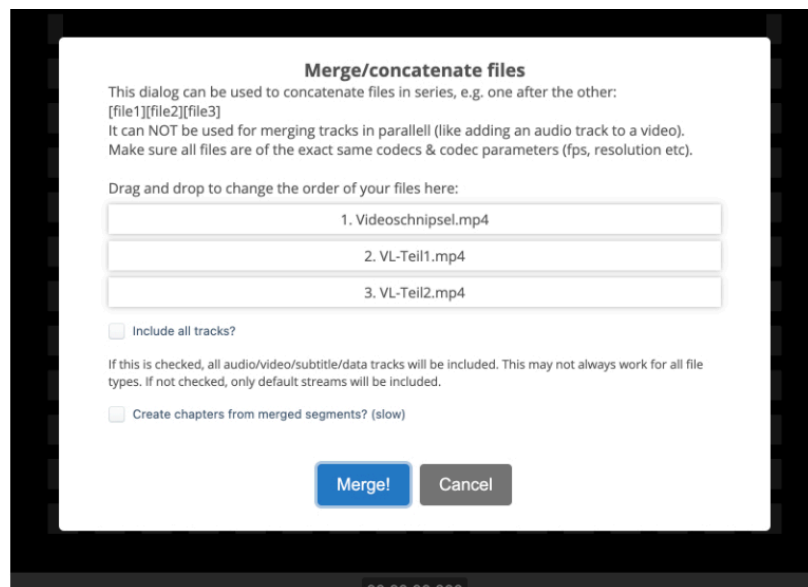 Merge/concatenate files
This dialog can be used to concatenate files in series, e.g. one after the other:
[file1][file2][file3]
It can NOT be used for merging tracks in parallell (like adding an audio track to a video).
Make sure all files are of the exact same codecs & codec parameters (fps, resolution etc).
Drag and drop to change the order of your files here:
1. Videoschnipsel.mp4
2. VL-Teil1.mp4
3. VL-Teil2.mp4
Include all tracks?
If this is checked, all audio/video/subtitle/data tracks will be included. This may not always work for all file
types. If not checked, only default streams will be included.
Create chapters from merged segments? (slow)
Merge! Cancel